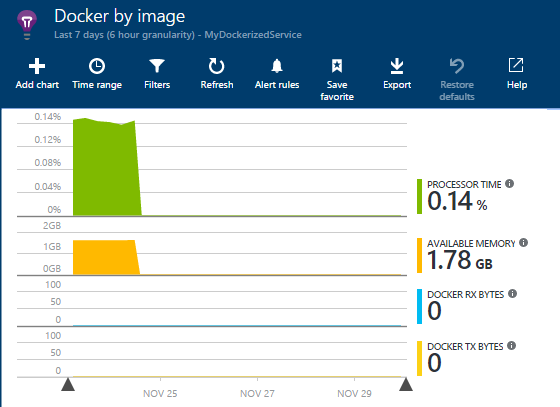 Docker by image
Last 7 days (6 hour granularity) - MyDockerizedService
Add chart Time range Filters Refresh Alert rules Save favorite Export Restore defaults Help
0.14%
0.12%
0.08%
0.04%
0%
PROCESSOR TIME
0.14 %
2GB
1GB
0GB
AVAILABLE MEMORY
1.78 GB
100
50
0
DOCKER RX BYTES
0
100
50
0
DOCKER TX BYTES
0
NOV 25 NOV 27 NOV 29